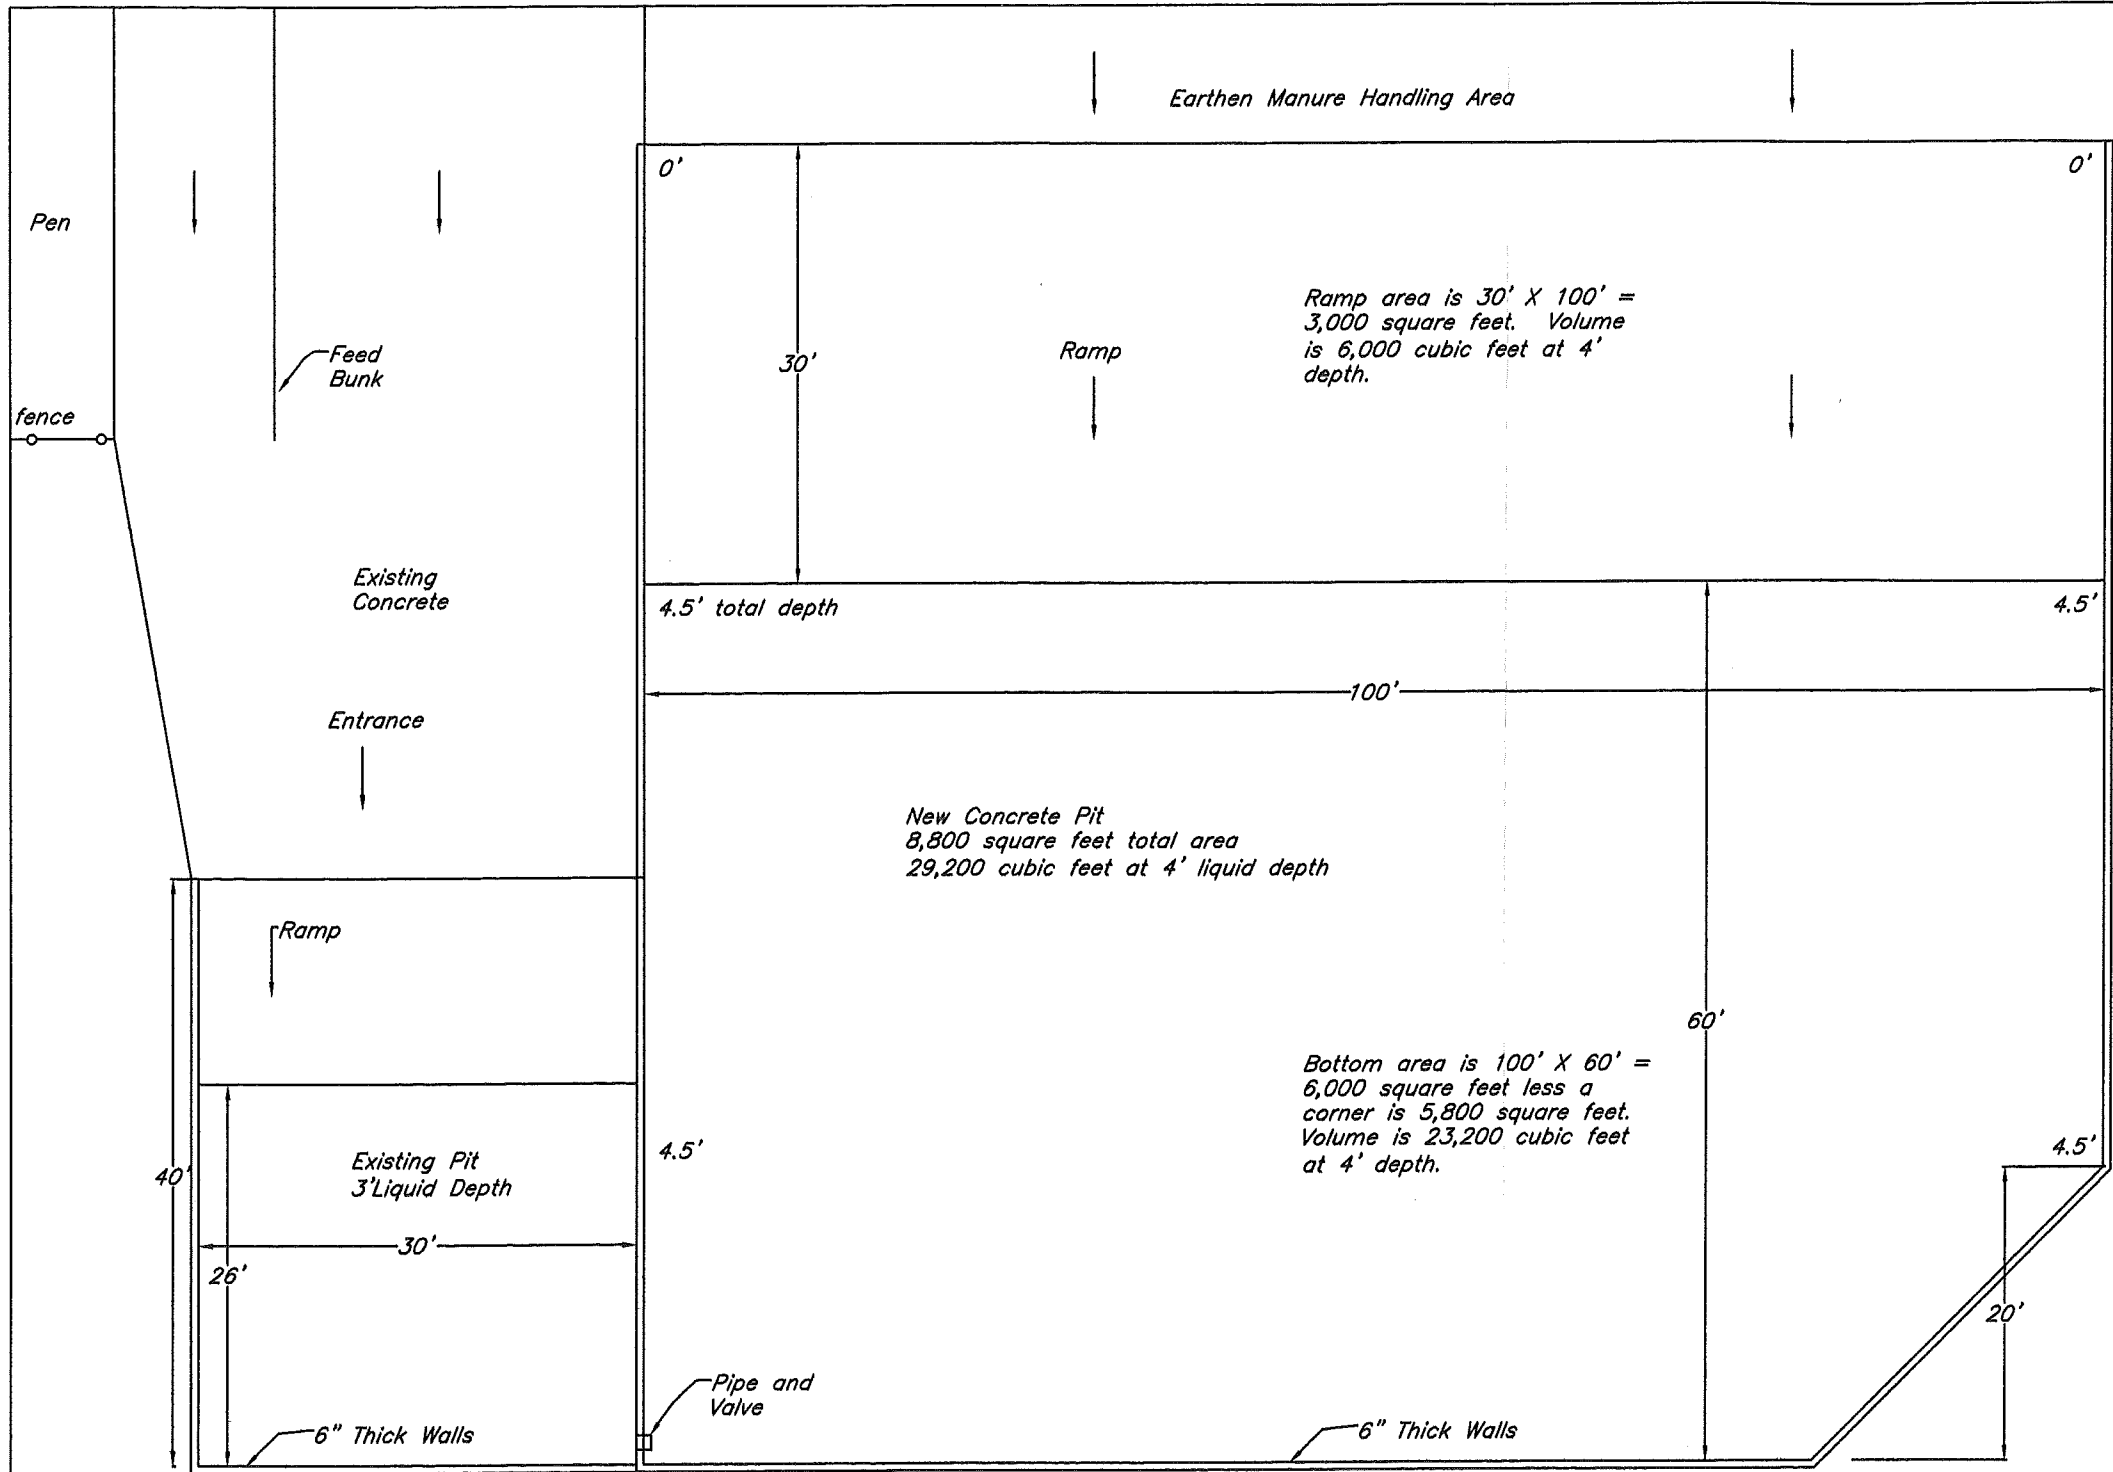 Earthen Manure Handling Area
0'
0'
Pen
Ramp area is 30' X 100' =
3,000 square feet. Volume
is 6,000 cubic feet at 4'
depth.
Feed
Bunk
30'
Ramp
fence
Existing
Concrete
4.5' total depth
4.5'
100'
Entrance
New Concrete Pit
8,800 square feet total area
29,200 cubic feet at 4' liquid depth
Ramp
60'
Bottom area is 100' X 60' =
6,000 square feet less a
corner is 5,800 square feet.
Volume is 23,200 cubic feet
at 4' depth.
4.5'
4.5'
40'
Existing Pit
3'Liquid Depth
30'
26'
20'
Pipe and
Valve
6" Thick Walls
6" Thick Walls